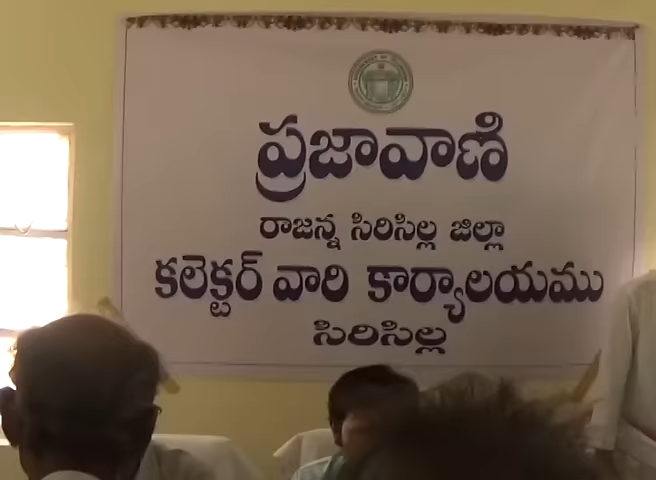 ప్రజావాణి
రాజన్న సిరిసిల్ల జిల్లా
కలెక్టర్ వారి కార్యాలయము
సిరిసిల్ల